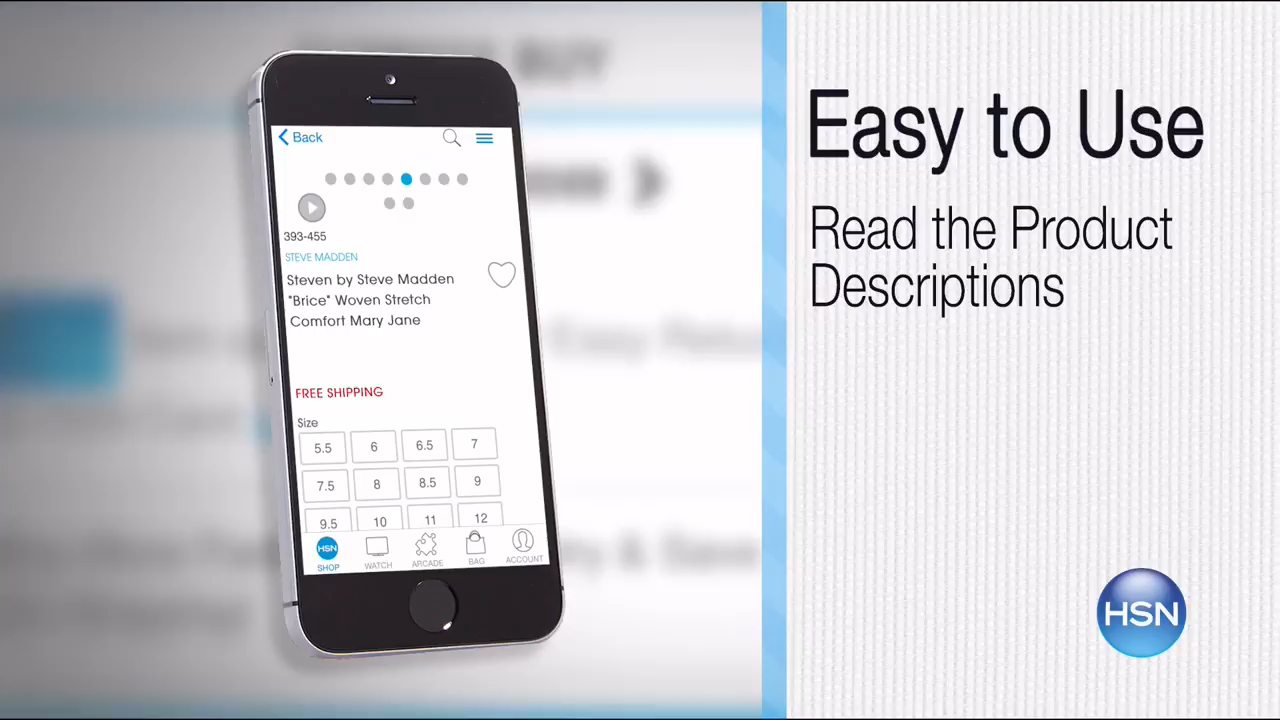 Back
393-455
STEVE MADDEN
Steven by Steve Madden
"Brice" Woven Stretch
Comfort Mary Jane
FREE SHIPPING
Size
5.5 6 6.5 7
7.5 8 8.5 9
9.5 10 11 12
HSN
SHOP WATCH ARCADE BAG ACCOUNT
BUY
Easy to Use
Read the Product
Descriptions
HSN